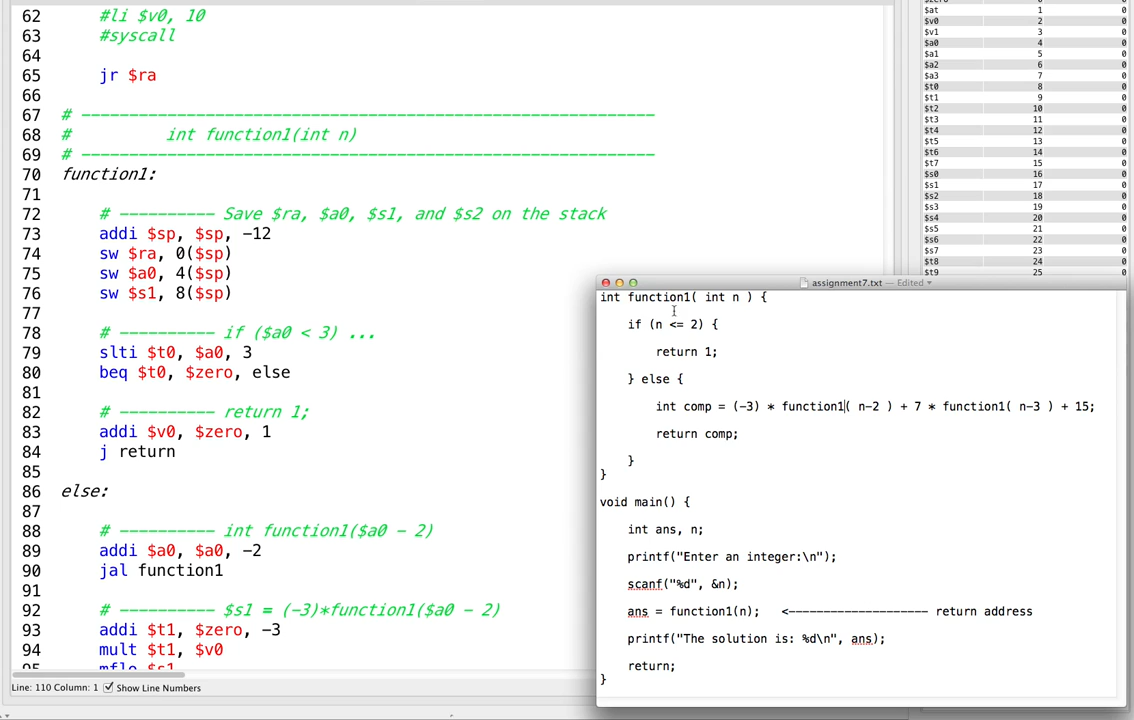 62 #li $v0, 10
63 #syscall
64
65 jr $ra
66
67 # ------------------------------------------------------------
68 # int function1(int n)
69 # ------------------------------------------------------------
70 function1:
71
72 # ---------- Save $ra, $a0, $s1, and $s2 on the stack
73 addi $sp, $sp, -12
74 sw $ra, 0($sp)
75 sw $a0, 4($sp)
76 sw $s1, 8($sp)
77
78 # ---------- if ($a0 < 3) ...
79 slti $t0, $a0, 3
80 beq $t0, $zero, else
81
82 # ---------- return 1;
83 addi $v0, $zero, 1
84 j return
85
86 else:
87
88 # ---------- int function1($a0 - 2)
89 addi $a0, $a0, -2
90 jal function1
91
92 # ---------- $s1 = (-3)*function1($a0 - 2)
93 addi $t1, $zero, -3
94 mult $t1, $v0
95 mflo $s1
Line: 110 Column: 1 Show Line Numbers
$zero 0 0
$at 1 0
$v0 2 0
$v1 3 0
$a0 4 0
$a1 5 0
$a2 6 0
$a3 7 0
$t0 8 0
$t1 9 0
$t2 10 0
$t3 11 0
$t4 12 0
$t5 13 0
$t6 14 0
$t7 15 0
$s0 16 0
$s1 17 0
$s2 18 0
$s3 19 0
$s4 20 0
$s5 21 0
$s6 22 0
$s7 23 0
$t8 24 0
$t9 25 0
assignment7.txt — Edited
int function1( int n ) {
if (n <= 2) {
return 1;
} else {
int comp = (-3) * function1( n-2 ) + 7 * function1( n-3 ) + 15;
return comp;
}
}
void main() {
int ans, n;
printf("Enter an integer:\n");
scanf("%d", &n);
ans = function1(n); <-------------------- return address
printf("The solution is: %d\n", ans);
return;
}